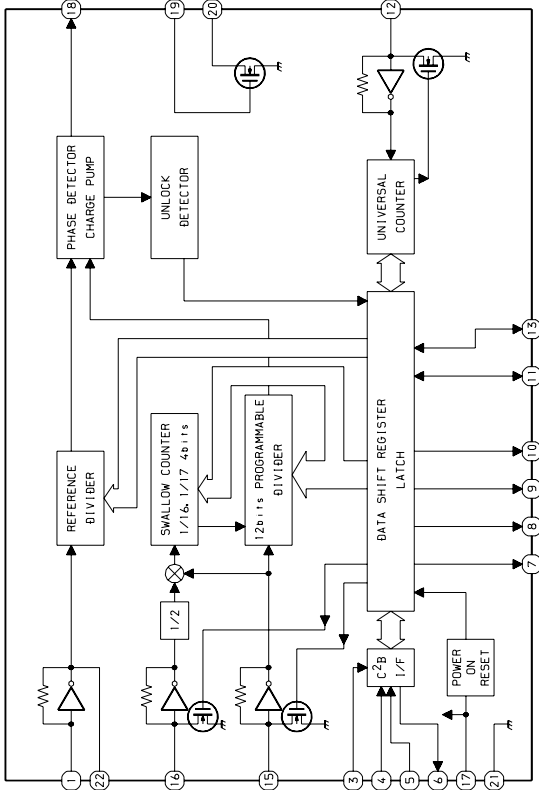 18
19
20
12
PHASE DETECTOR
CHARGE PUMP
UNLOCK
DETECTOR
UNIVERSAL
COUNTER
REFERENCE
DIVIDER
SWALLOW COUNTER
1/16, 1/17 4bits
12bits PROGRAMMABLE
DIVIDER
DATA SHIFT REGISTER
LATCH
13
11
10
9
8
7
1/2
C²B
I/F
POWER
ON
RESET
1
22
16
15
3
4
5
6
17
21